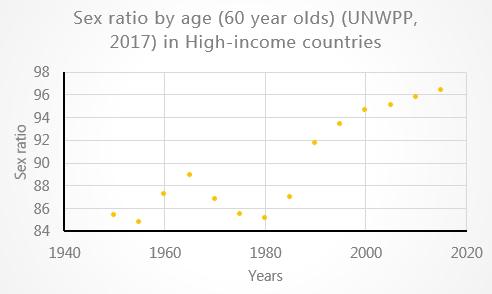 Sex ratio by age (60 year olds) (UNWPP,
2017) in High-income countries
98
96
94
92
90
88
86
84
Sex ratio
1940 1960 1980 2000 2020
Years